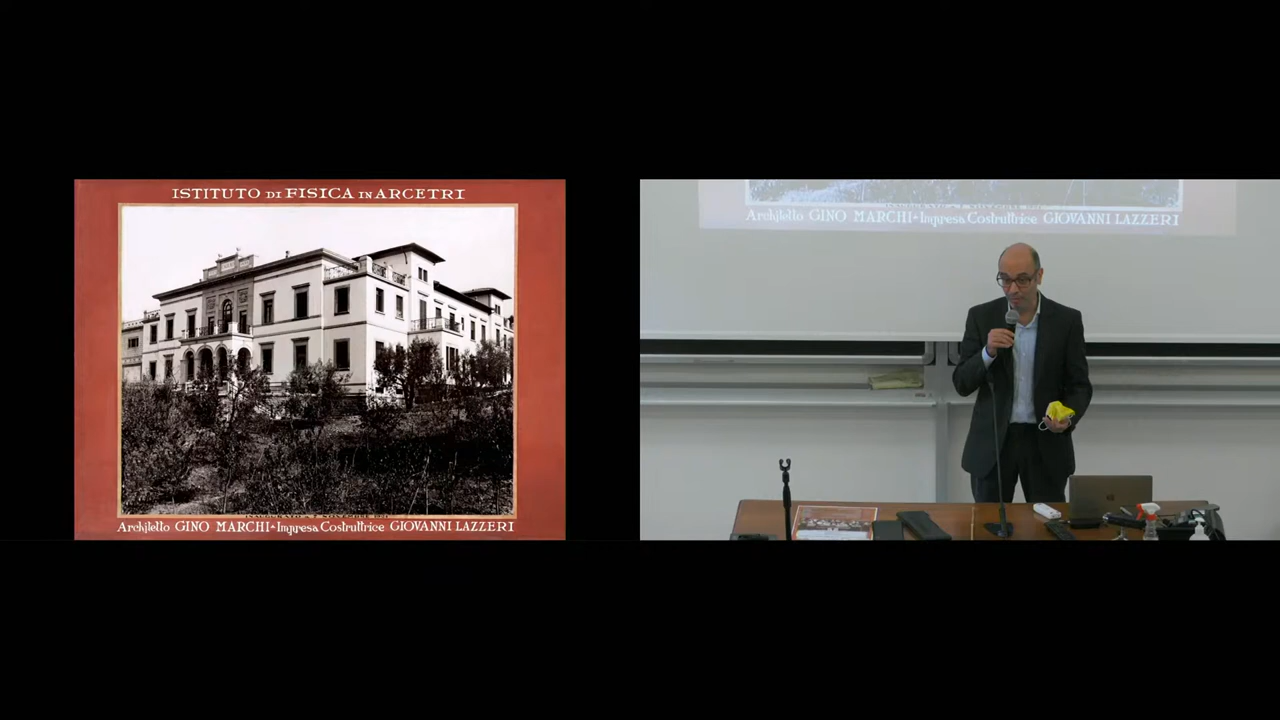 ISTITUTO DI FISICA IN ARCETRI
Architetto GINO MARCHI • Impresa Costruttrice GIOVANNI LAZZERI
Architetto GINO MARCHI • Impresa Costruttrice GIOVANNI LAZZERI